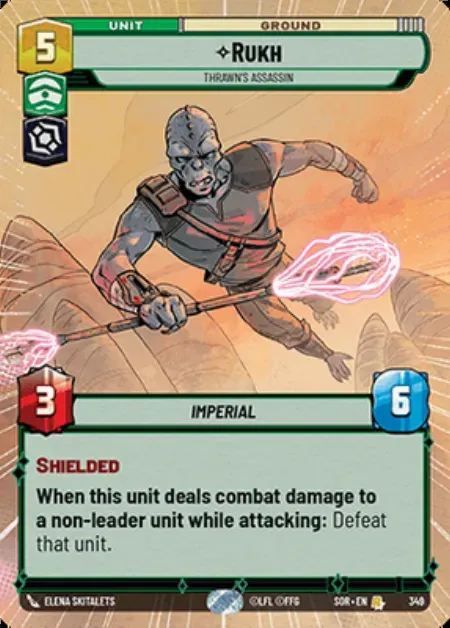 UNIT
GROUND
5
✧RUKH
THRAWN'S ASSASSIN
3
IMPERIAL
6
SHIELDED
When this unit deals combat damage to
a non-leader unit while attacking: Defeat
that unit.
ELENA SKITALETS
©LFL ©FFG
SOR • EN
349